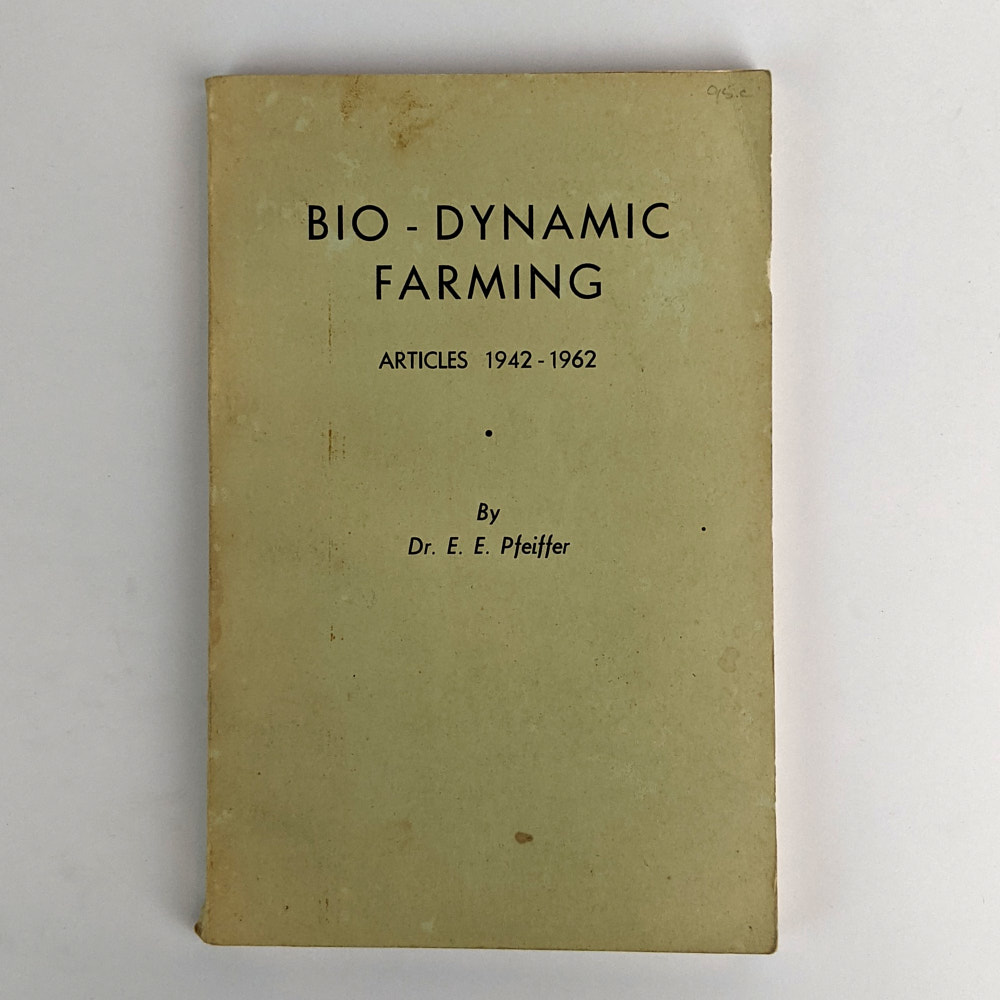 BIO - DYNAMIC
FARMING
ARTICLES 1942 - 1962
By
Dr. E. E. Pfeiffer